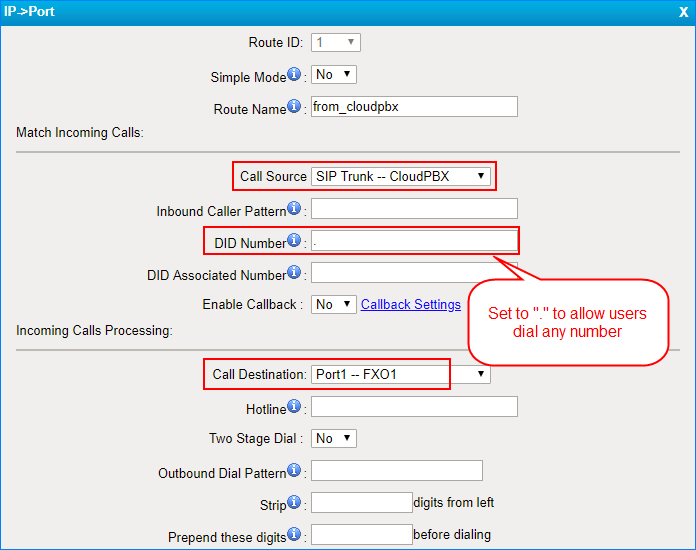 IP->Port
Route ID: 1
Simple Mode : No
Route Name : from_cloudpbx
Match Incoming Calls:
Call Source SIP Trunk -- CloudPBX
Inbound Caller Pattern :
DID Number : .
DID Associated Number :
Enable Callback : No Callback Settings
Set to "." to allow users
dial any number
Incoming Calls Processing:
Call Destination: Port1 -- FXO1
Hotline :
Two Stage Dial : No
Outbound Dial Pattern :
Strip : digits from left
Prepend these digits : before dialing